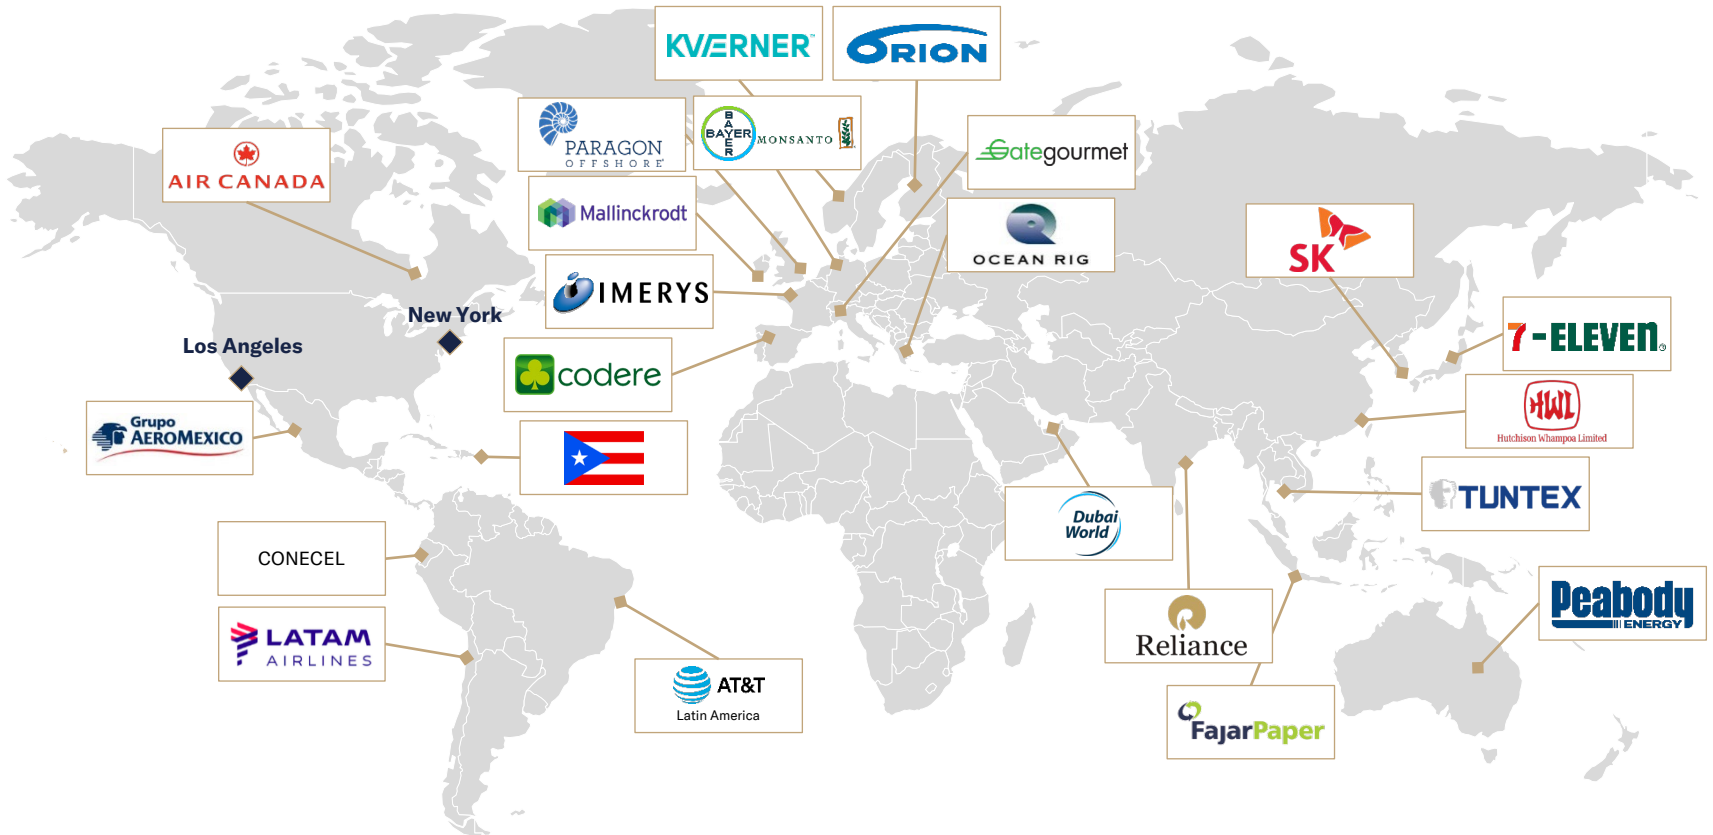 KVÆRNER™
ORION
PARAGON
OFFSHORE
BAYER
BAYER
MONSANTO
Gategourmet
AIR CANADA
Mallinckrodt
OCEAN RIG
SK
IMERYS
New York
Los Angeles
7-ELEVEN
codere
HWL
Hutchison Whampoa Limited
Grupo
AEROMEXICO
TUNTEX
Dubai
World
CONECEL
Peabody
ENERGY
LATAM
AIRLINES
Reliance
AT&T
Latin America
FajarPaper